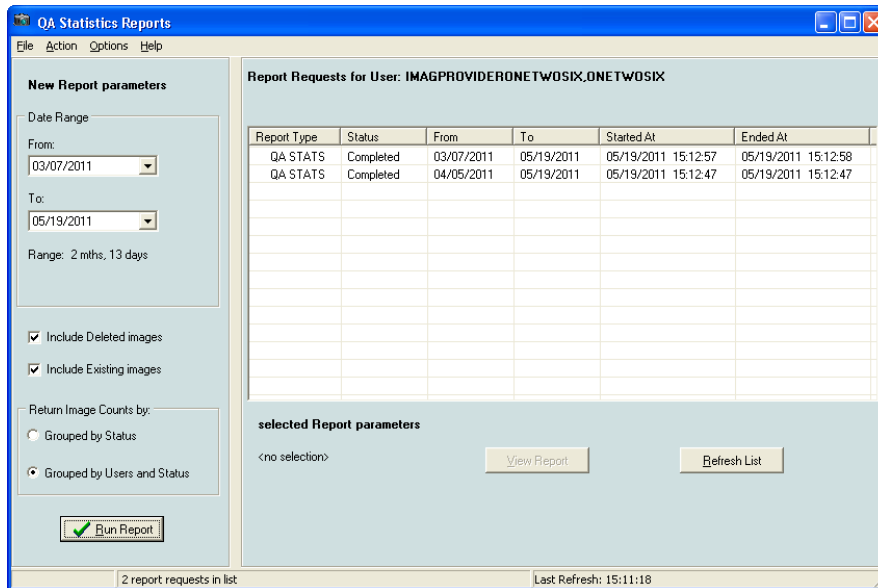 QA Statistics Reports
File Action Options Help
New Report parameters
Date Range
From:
03/07/2011
To:
05/19/2011
Range: 2 mths, 13 days
Include Deleted images
Include Existing images
Return Image Counts by:
Grouped by Status
Grouped by Users and Status
Run Report
Report Requests for User: IMAGPROVIDERONETWOSIX,ONETWOSIX
Report Type Status From To Started At Ended At
QA STATS Completed 03/07/2011 05/19/2011 05/19/2011 15:12:57 05/19/2011 15:12:58
QA STATS Completed 04/05/2011 05/19/2011 05/19/2011 15:12:47 05/19/2011 15:12:47
selected Report parameters
<no selection>
View Report
Refresh List
2 report requests in list
Last Refresh: 15:11:18